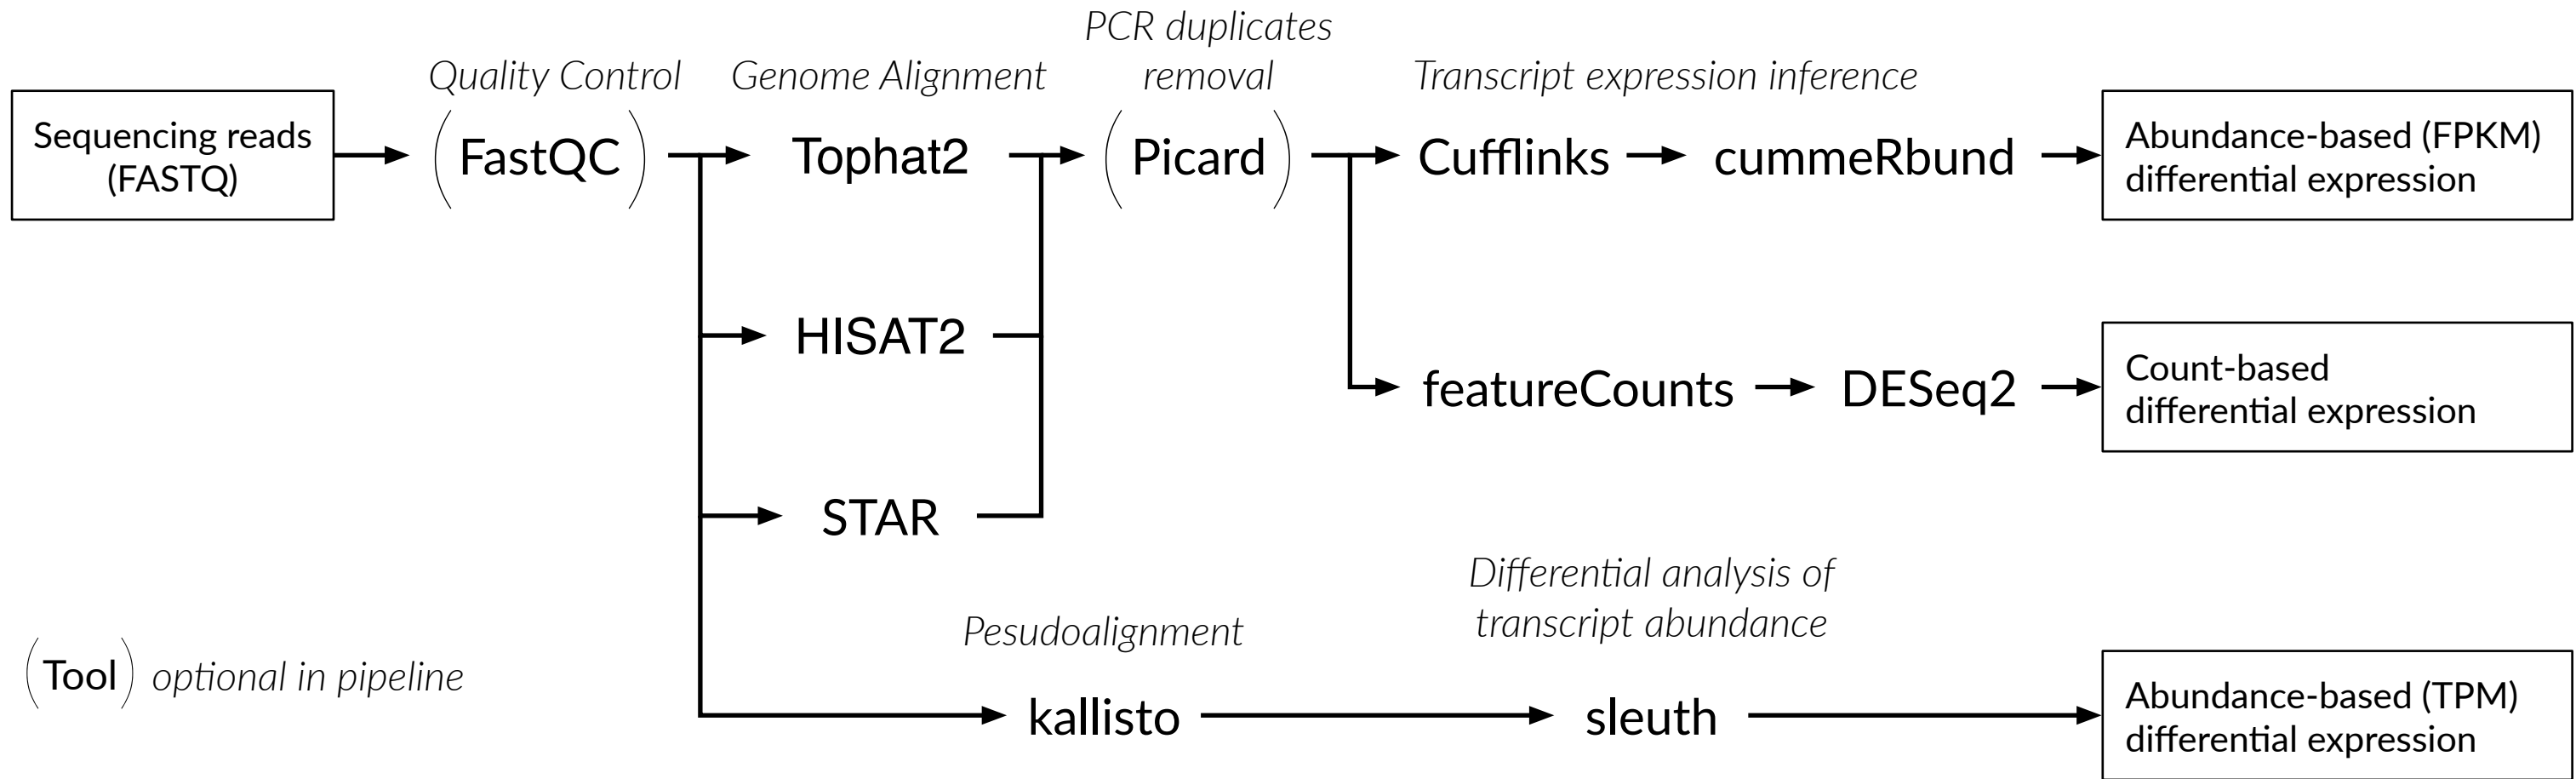 PCR duplicates
Quality Control
Genome Alignment
removal
Transcript expression inference
Sequencing reads
(FASTQ)
(FastQC)
Tophat2
(Picard)
Cufflinks
cummeRbund
Abundance-based (FPKM)
differential expression
HISAT2
featureCounts
DESeq2
Count-based
differential expression
STAR
Differential analysis of
transcript abundance
Pesudoalignment
(Tool) optional in pipeline
kallisto
sleuth
Abundance-based (TPM)
differential expression